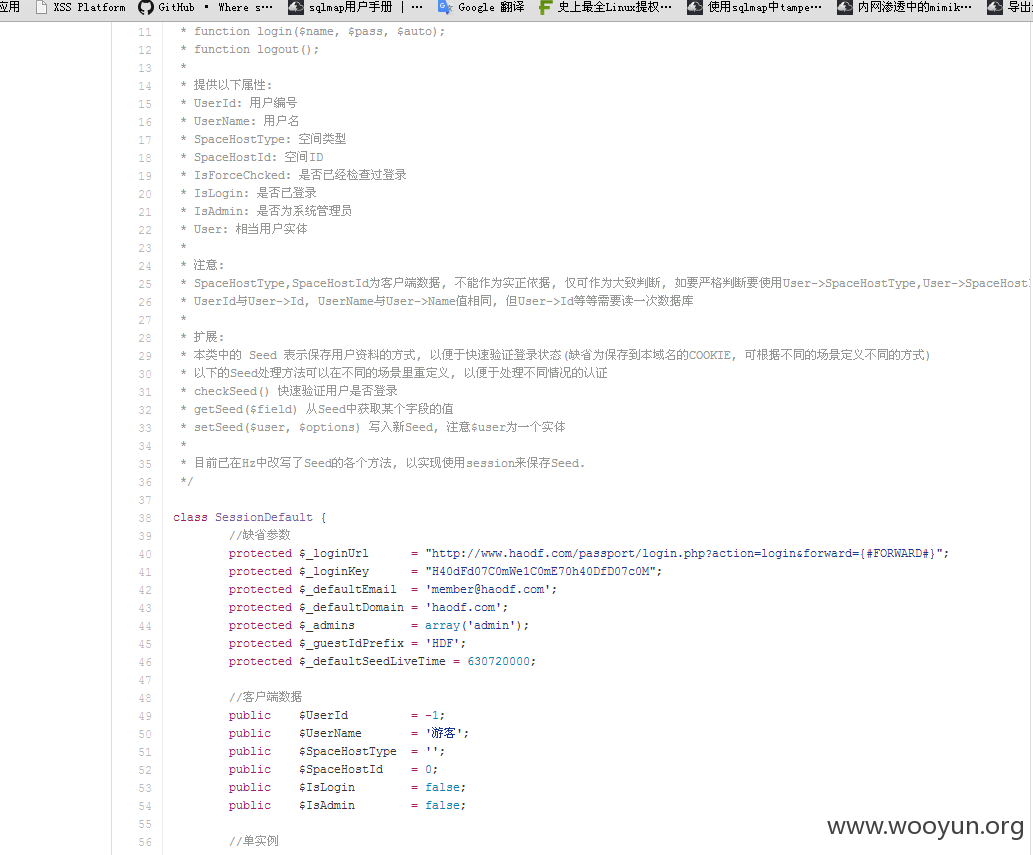 应用 XSS Platform GitHub · Where s… sqlmap用户手册 | … Google 翻译 史上最全Linux提权… 使用sqlmap中tampe… 内网渗透中的mimik… 导出
11 * function login($name, $pass, $auto);
12 * function logout();
13 *
14 * 提供以下属性:
15 * UserId: 用户编号
16 * UserName: 用户名
17 * SpaceHostType: 空间类型
18 * SpaceHostId: 空间ID
19 * IsForceChcked: 是否已经检查过登录
20 * IsLogin: 是否已登录
21 * IsAdmin: 是否为系统管理员
22 * User: 相当用户实体
23 *
24 * 注意:
25 * SpaceHostType,SpaceHostId为客户端数据, 不能作为实正依据, 仅可作为大致判断, 如要严格判断要使用User->SpaceHostType,User->SpaceHostI
26 * UserId与User->Id, UserName与User->Name值相同, 但User->Id等等需要读一次数据库
27 *
28 * 扩展:
29 * 本类中的 Seed 表示保存用户资料的方式, 以便于快速验证登录状态(缺省为保存到本域名的COOKIE, 可根据不同的场景定义不同的方式)
30 * 以下的Seed处理方法可以在不同的场景里重定义, 以便于处理不同情况的认证
31 * checkSeed() 快速验证用户是否登录
32 * getSeed($field) 从Seed中获取某个字段的值
33 * setSeed($user, $options) 写入新Seed, 注意$user为一个实体
34 *
35 * 目前已在Hz中改写了Seed的各个方法, 以实现使用session来保存Seed.
36 */
37
38 class SessionDefault {
39 //缺省参数
40 protected $_loginUrl = "http://www.haodf.com/passport/login.php?action=login&forward={#FORWARD#}";
41 protected $_loginKey = "H40dFd07C0mWe1C0mE70h40DfD07c0M";
42 protected $_defaultEmail = 'member@haodf.com';
43 protected $_defaultDomain = 'haodf.com';
44 protected $_admins = array('admin');
45 protected $_guestIdPrefix = 'HDF';
46 protected $_defaultSeedLiveTime = 630720000;
47
48 //客户端数据
49 public $UserId = -1;
50 public $UserName = '游客';
51 public $SpaceHostType = '';
52 public $SpaceHostId = 0;
53 public $IsLogin = false;
54 public $IsAdmin = false;
55
56 //单实例
www.wooyun.org